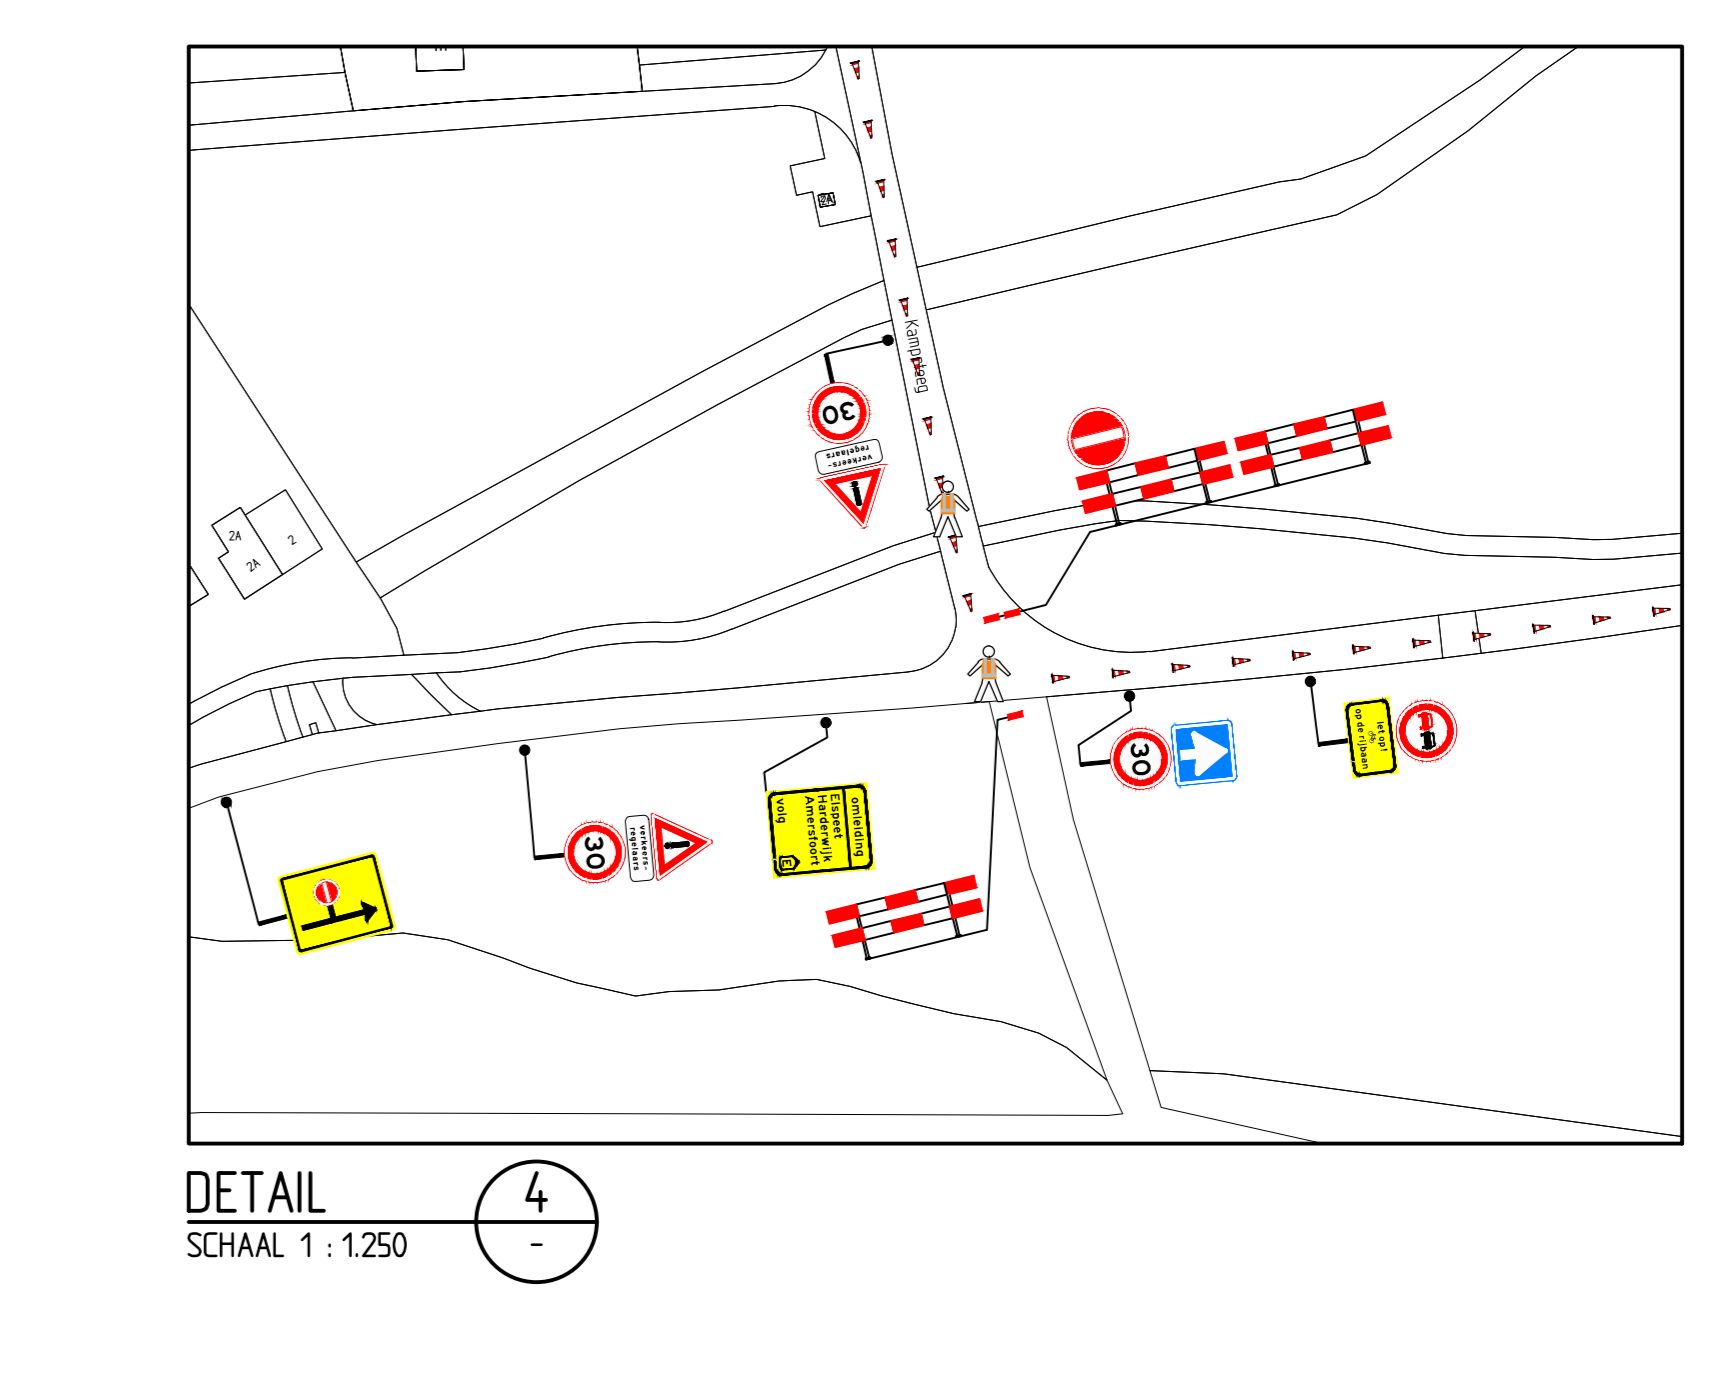 2A
Kampsteeg
30
verkeers-
regelaars
2A
2
2A
30
verkeers-
regelaars
omleiding
Elspeet
Harderwijk
Amersfoort
volg
E
30
let op!
op de rijbaan
DETAIL
4
SCHAAL 1 : 1.250
-